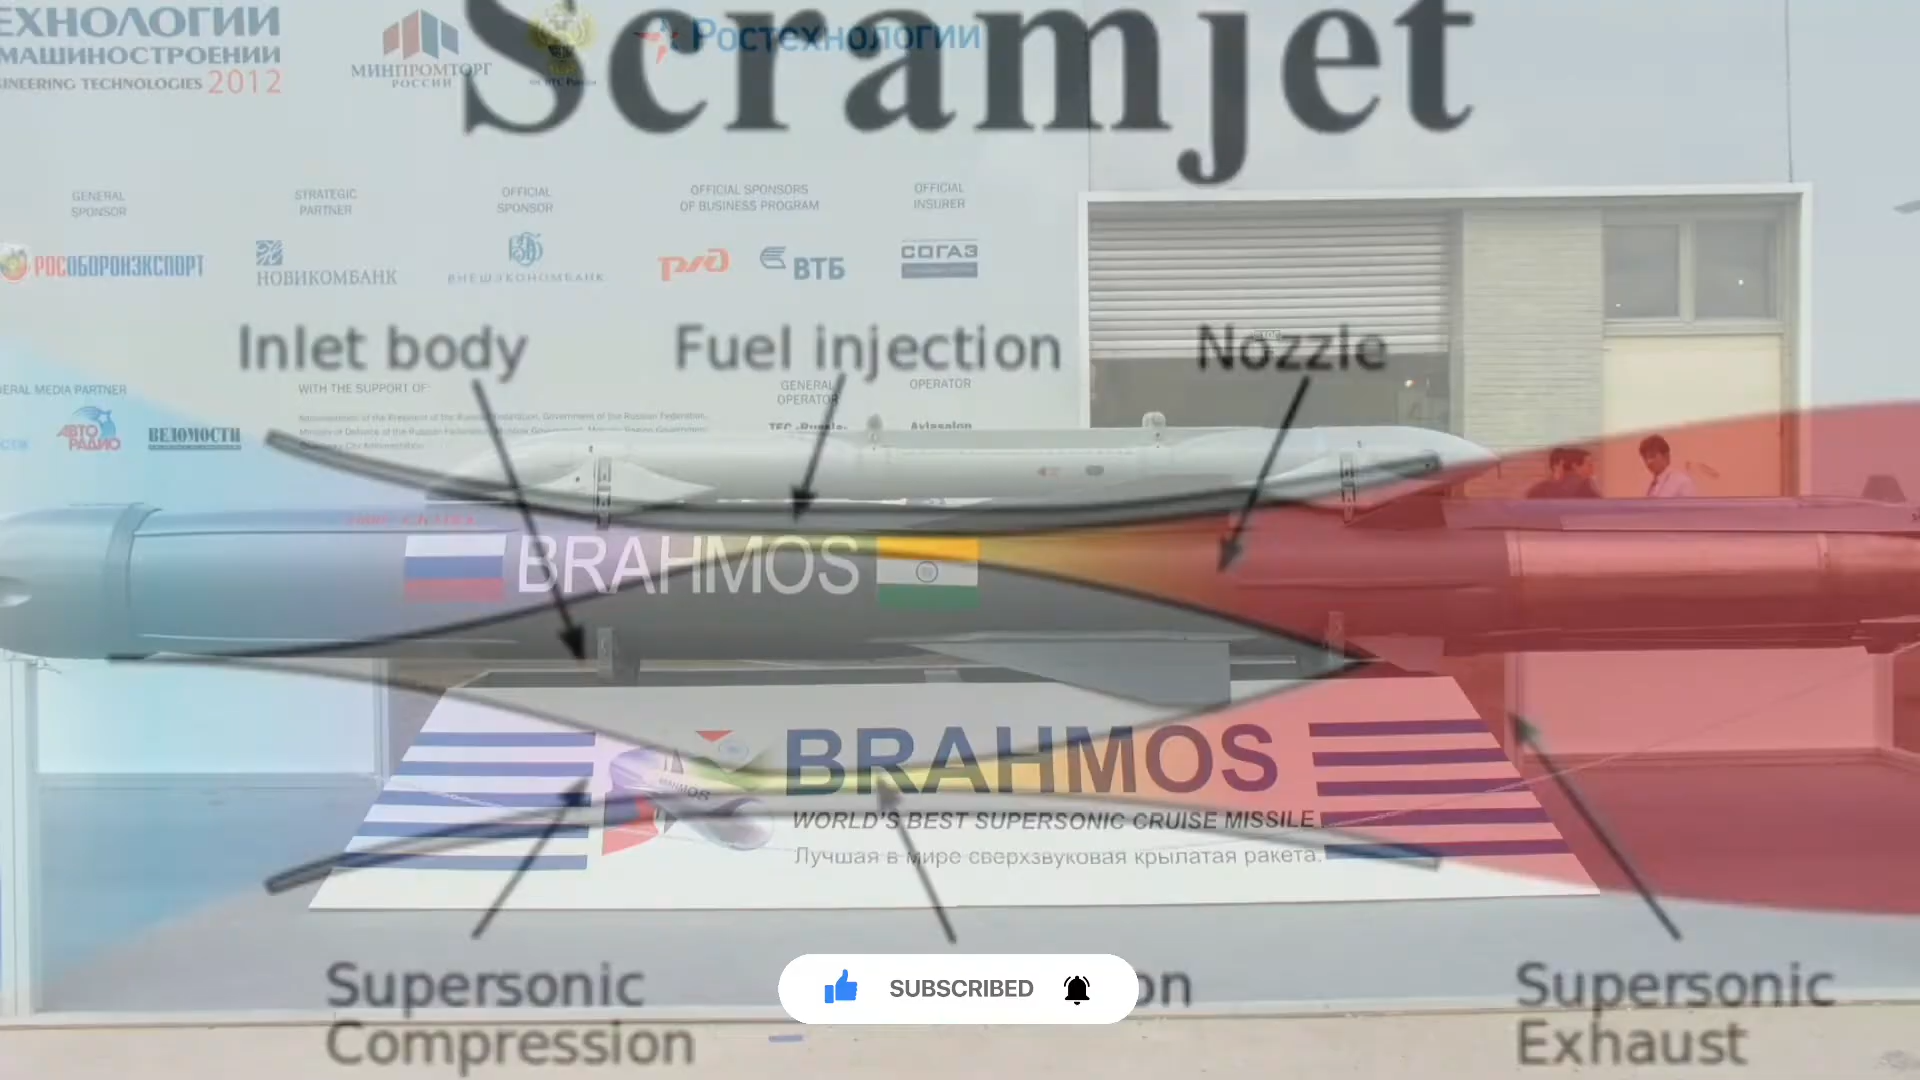 Scramjet
ЕХНОЛОГИИ
МАШИНОСТРОЕНИИ
INEERING TECHNOLOGIES 2012
МИНПРОМТОРГ
РОССИИ
Ростехнологии
GENERAL
SPONSOR
STRATEGIC
PARTNER
OFFICIAL
SPONSOR
OFFICIAL SPONSORS
OF BUSINESS PROGRAM
OFFICIAL
INSURER
РОСОБОРОНЭКСПОРТ
НОВИКОМБАНК
ВНЕШЭКОНОМБАНК
ржд
ВТБ
СОГАЗ
Inlet body
Fuel injection
Nozzle
ERAL MEDIA PARTNER
WITH THE SUPPORT OF:
GENERAL
OPERATOR
OPERATOR
АВТО
РАДИО
ВЕДОМОСТИ
BRAHMOS
BRAHMOS
WORLD'S BEST SUPERSONIC CRUISE MISSILE
Лучшая в мире сверхзвуковая крылатая ракета.
Supersonic
Compression
SUBSCRIBED
on
Supersonic
Exhaust